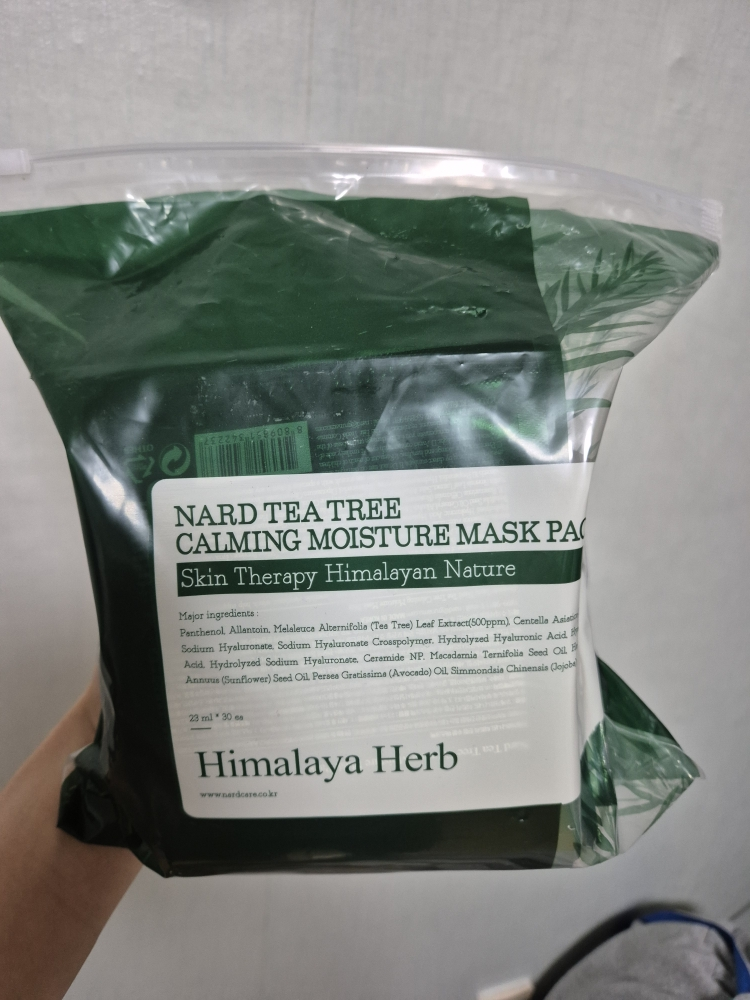 NARD TEA TREE
CALMING MOISTURE MASK PAC
Skin Therapy Himalayan Nature
Major ingredients :
Panthenol, Allantoin, Melaleuca Alternifolia (Tea Tree) Leaf Extract(500ppm), Centella Asiatic
Sodium Hyaluronate, Sodium Hyaluronate Crosspolymer, Hydrolyzed Hyaluronic Acid, Hy
Acid, Hydrolyzed Sodium Hyaluronate, Ceramide NP, Macadamia Ternifolia Seed Oil, H
Annuus (Sunflower) Seed Oil, Persea Gratissima (Avocado) Oil, Simmondsia Chinensis (Jojoba
23 ml * 30 ea
Himalaya Herb
www.nardcare.co.kr